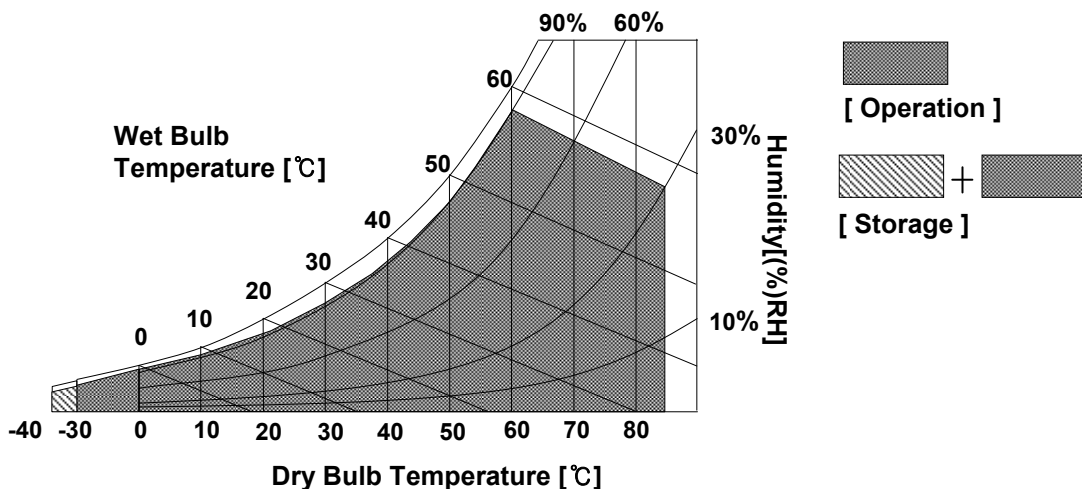 90% 60%
60
[ Operation ]
Wet Bulb
Temperature [℃]
30%
50
Humidity[(%)RH]
40
[ Storage ]
30
20
10%
10
0
-40 -30 0 10 20 30 40 50 60 70 80
Dry Bulb Temperature [℃]